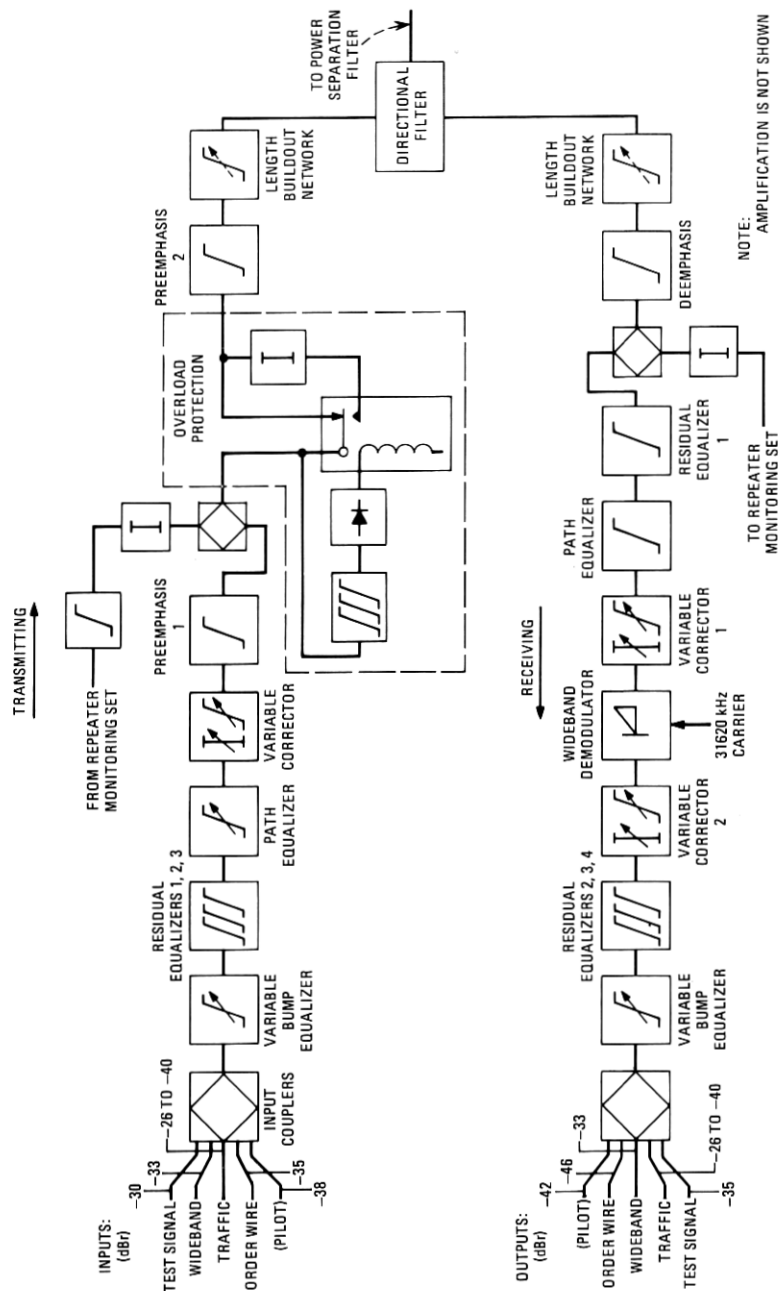 TRANSMITTING
FROM REPEATER
MONITORING SET
INPUTS:
(dBr)
-30
-33
-26 TO -40
-35
-38
TEST SIGNAL
WIDEBAND
TRAFFIC
ORDER WIRE
(PILOT)
INPUT
COUPLERS
VARIABLE BUMP
EQUALIZER
RESIDUAL
EQUALIZERS 1, 2, 3
PATH
EQUALIZER
VARIABLE
CORRECTOR
PREEMPHASIS
1
OVERLOAD
PROTECTION
PREEMPHASIS
2
LENGTH
BUILDOUT
NETWORK
TO POWER
SEPARATION
FILTER
DIRECTIONAL
FILTER
RECEIVING
OUTPUTS:
(dBr)
-42
-46
-33
-26 TO -40
-35
(PILOT)
ORDER WIRE
WIDEBAND
TRAFFIC
TEST SIGNAL
VARIABLE
BUMP
EQUALIZER
RESIDUAL
EQUALIZERS 2, 3, 4
VARIABLE
CORRECTOR
2
WIDEBAND
DEMODULATOR
31620 kHz
CARRIER
VARIABLE
CORRECTOR
1
PATH
EQUALIZER
RESIDUAL
EQUALIZER
1
TO REPEATER
MONITORING SET
DEEMPHASIS
LENGTH
BUILDOUT
NETWORK
NOTE:
AMPLIFICATION IS NOT SHOWN